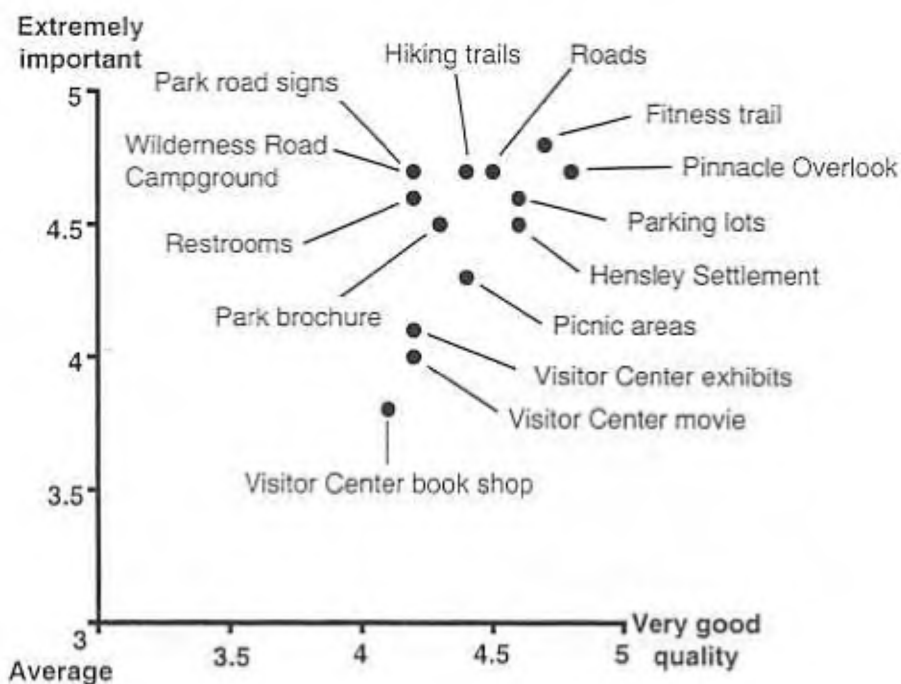 Extremely
important
Hiking trails
Roads
Park road signs
5
Fitness trail
Wilderness Road
Campground
Pinnacle Overlook
Restrooms
4.5
Parking lots
Hensley Settlement
Park brochure
Picnic areas
4
Visitor Center exhibits
Visitor Center movie
Visitor Center book shop
3.5
3
Average
3.5
4
4.5
5
Very good
quality